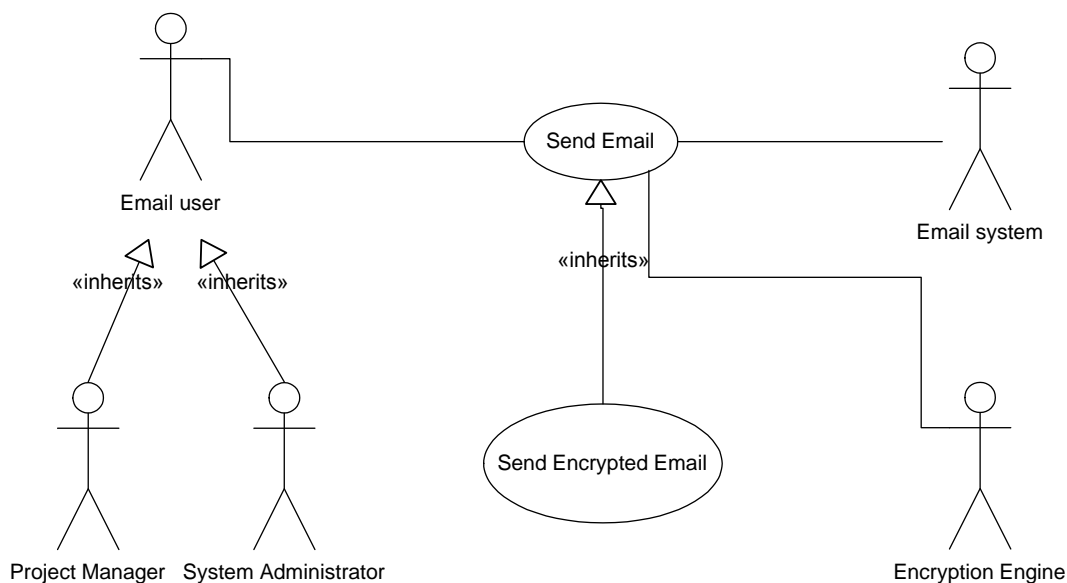 Send Email
Email user
Email system
«inherits»
«inherits»
«inherits»
Send Encrypted Email
Project Manager
System Administrator
Encryption Engine